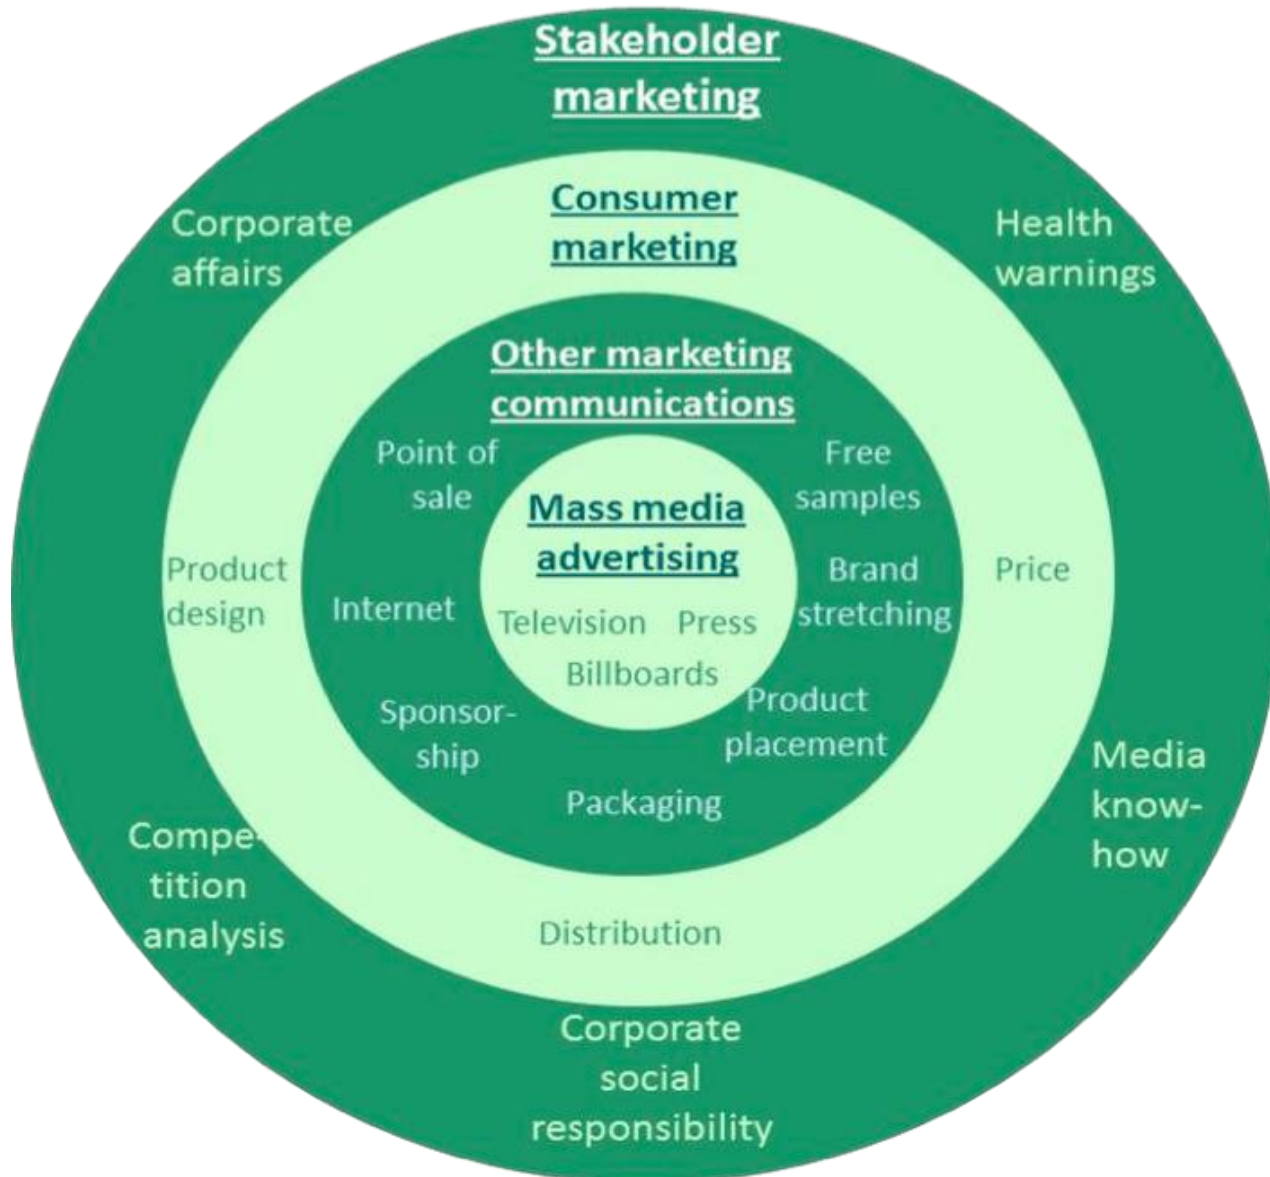 Stakeholder
marketing
Consumer
marketing
Corporate
affairs
Health
warnings
Other marketing
communications
Point of
sale
Free
samples
Mass media
advertising
Product
design
Internet
Television Press
Billboards
Brand
stretching
Price
Sponsor-
ship
Product
placement
Packaging
Media
know-
how
Compe-
tition
analysis
Distribution
Corporate
social
responsibility